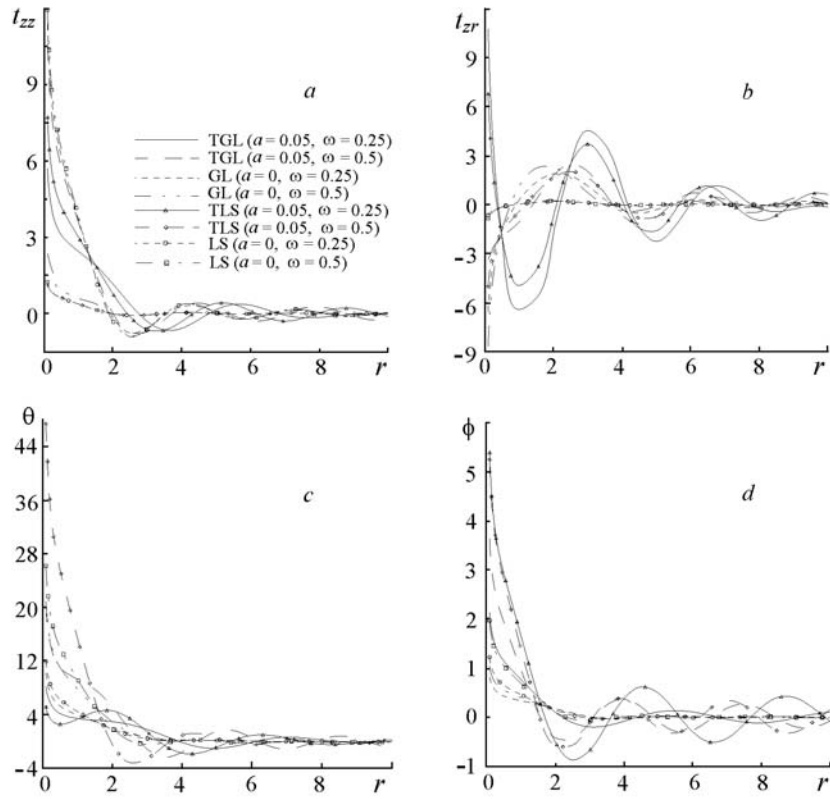 t_zz
12
9
6
3
0
a
TGL (a = 0.05, ω = 0.25)
TGL (a = 0.05, ω = 0.5)
GL (a = 0, ω = 0.25)
GL (a = 0, ω = 0.5)
TLS (a = 0.05, ω = 0.25)
TLS (a = 0.05, ω = 0.5)
LS (a = 0, ω = 0.25)
LS (a = 0, ω = 0.5)
0 2 4 6 8 r
t_zr
9
6
3
0
−3
−6
−9
b
0 2 4 6 8 r
θ
44
36
28
20
12
4
−4
c
0 2 4 6 8 r
ϕ
5
4
3
2
1
0
−1
d
0 2 4 6 8 r